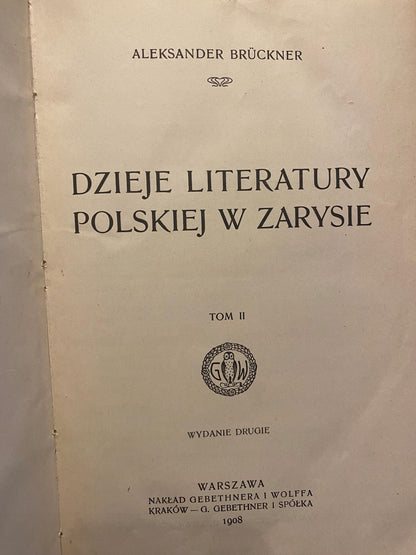 ALEKSANDER BRÜCKNER
DZIEJE LITERATURY
POLSKIEJ W ZARYSIE
TOM II
G W
WYDANIE DRUGIE
WARSZAWA
NAKŁAD GEBETHNERA I WOLFFA
KRAKÓW — G. GEBETHNER I SPÓŁKA
1908